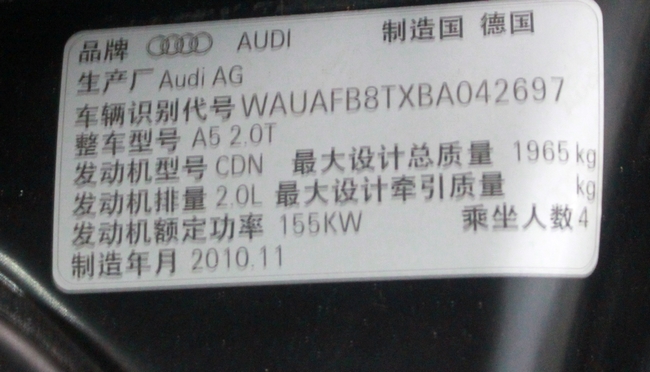 品牌 AUDI 制造国 德国
生产厂 Audi AG
车辆识别代号 WAUAFB8TXBA042697
整车型号 A5 2.0T
发动机型号 CDN 最大设计总质量 1965 kg
发动机排量 2.0L 最大设计牵引质量 kg
发动机额定功率 155KW 乘坐人数 4
制造年月 2010.11